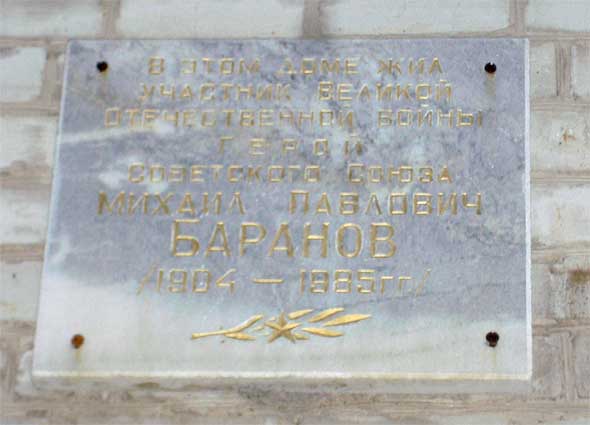 В ЭТОМ ДОМЕ ЖИЛ
УЧАСТНИК ВЕЛИКОЙ
ОТЕЧЕСТВЕННОЙ ВОЙНЫ
ГЕРОЙ
СОВЕТСКОГО СОЮЗА
МИХАИЛ ПАВЛОВИЧ
БАРАНОВ
/1904 — 1985гг/